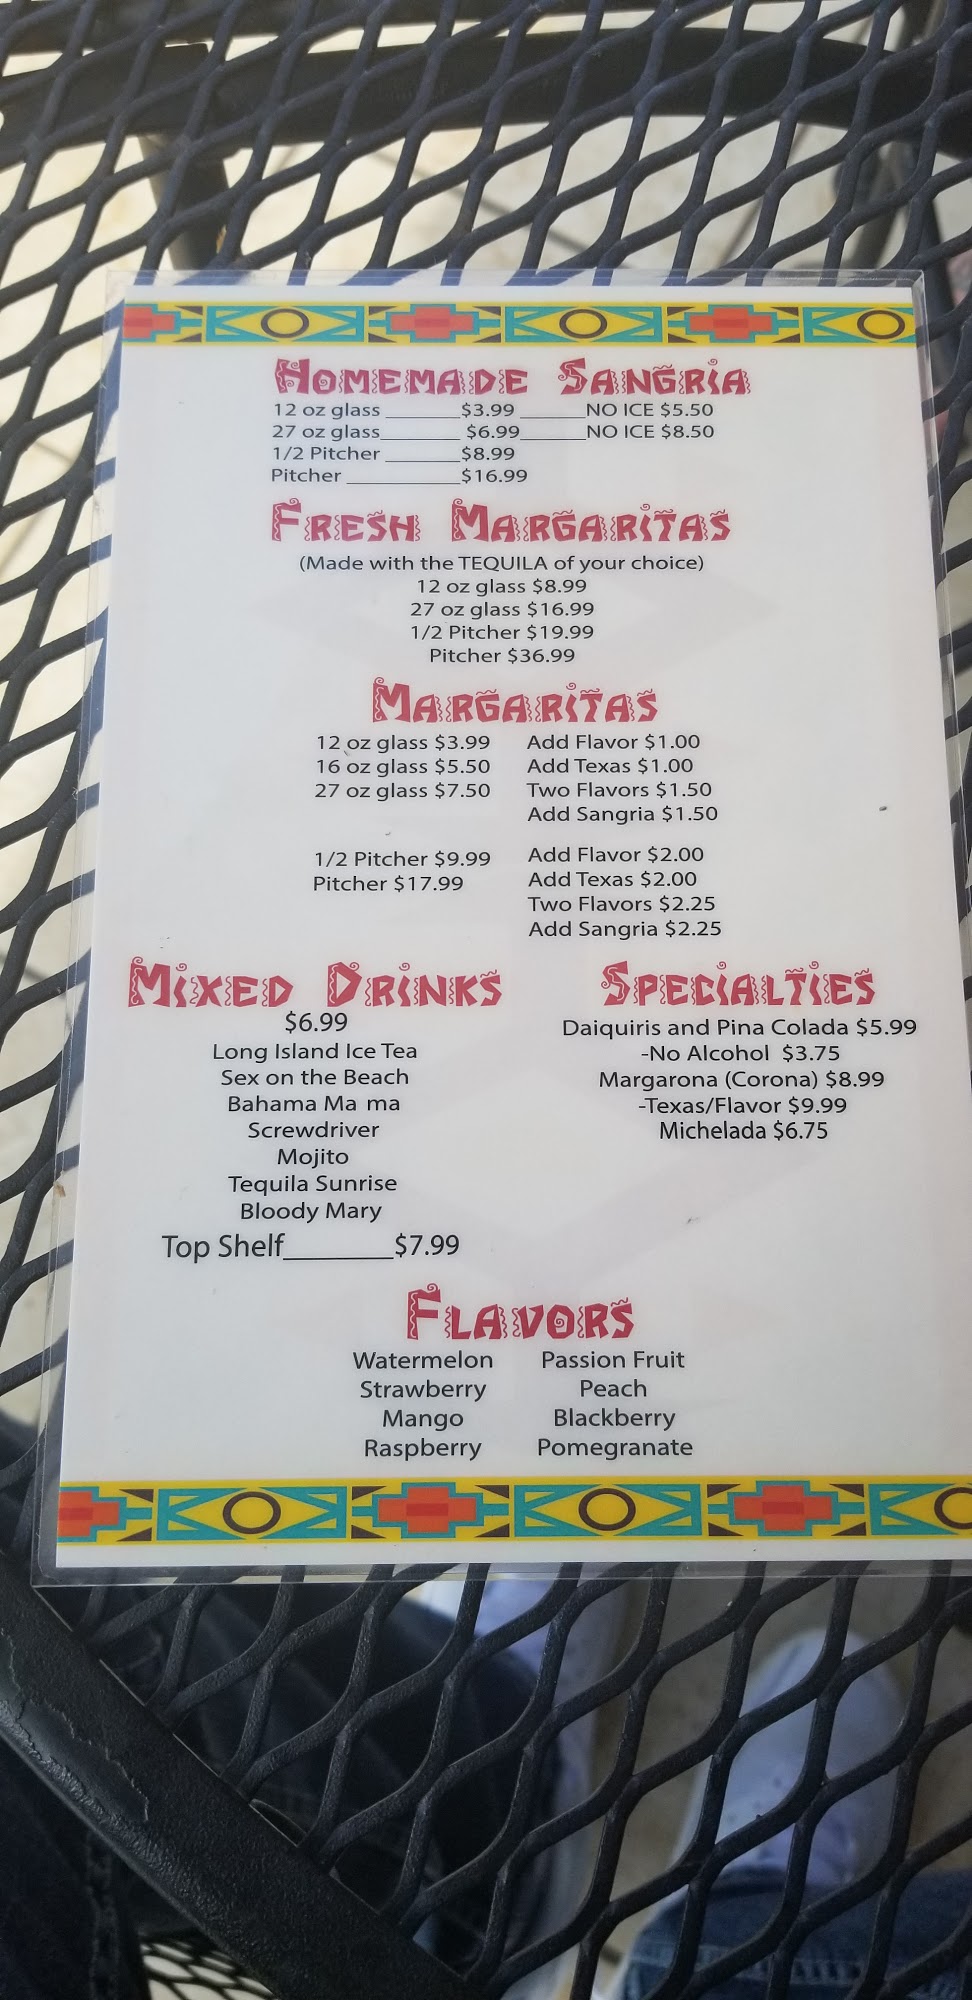 HOMEMADE SANGRIA
12 oz glass ________$3.99 _______NO ICE $5.50
27 oz glass________ $6.99_______NO ICE $8.50
1/2 Pitcher ________$8.99
Pitcher ____________$16.99
FRESH MARGARITAS
(Made with the TEQUILA of your choice)
12 oz glass $8.99
27 oz glass $16.99
1/2 Pitcher $19.99
Pitcher $36.99
MARGARITAS
12 oz glass $3.99 Add Flavor $1.00
16 oz glass $5.50 Add Texas $1.00
27 oz glass $7.50 Two Flavors $1.50
Add Sangria $1.50
1/2 Pitcher $9.99 Add Flavor $2.00
Pitcher $17.99 Add Texas $2.00
Two Flavors $2.25
Add Sangria $2.25
MIXED DRINKS
$6.99
Long Island Ice Tea
Sex on the Beach
Bahama Ma ma
Screwdriver
Mojito
Tequila Sunrise
Bloody Mary
Top Shelf________$7.99
SPECIALTIES
Daiquiris and Pina Colada $5.99
-No Alcohol $3.75
Margarona (Corona) $8.99
-Texas/Flavor $9.99
Michelada $6.75
FLAVORS
Watermelon Passion Fruit
Strawberry Peach
Mango Blackberry
Raspberry Pomegranate